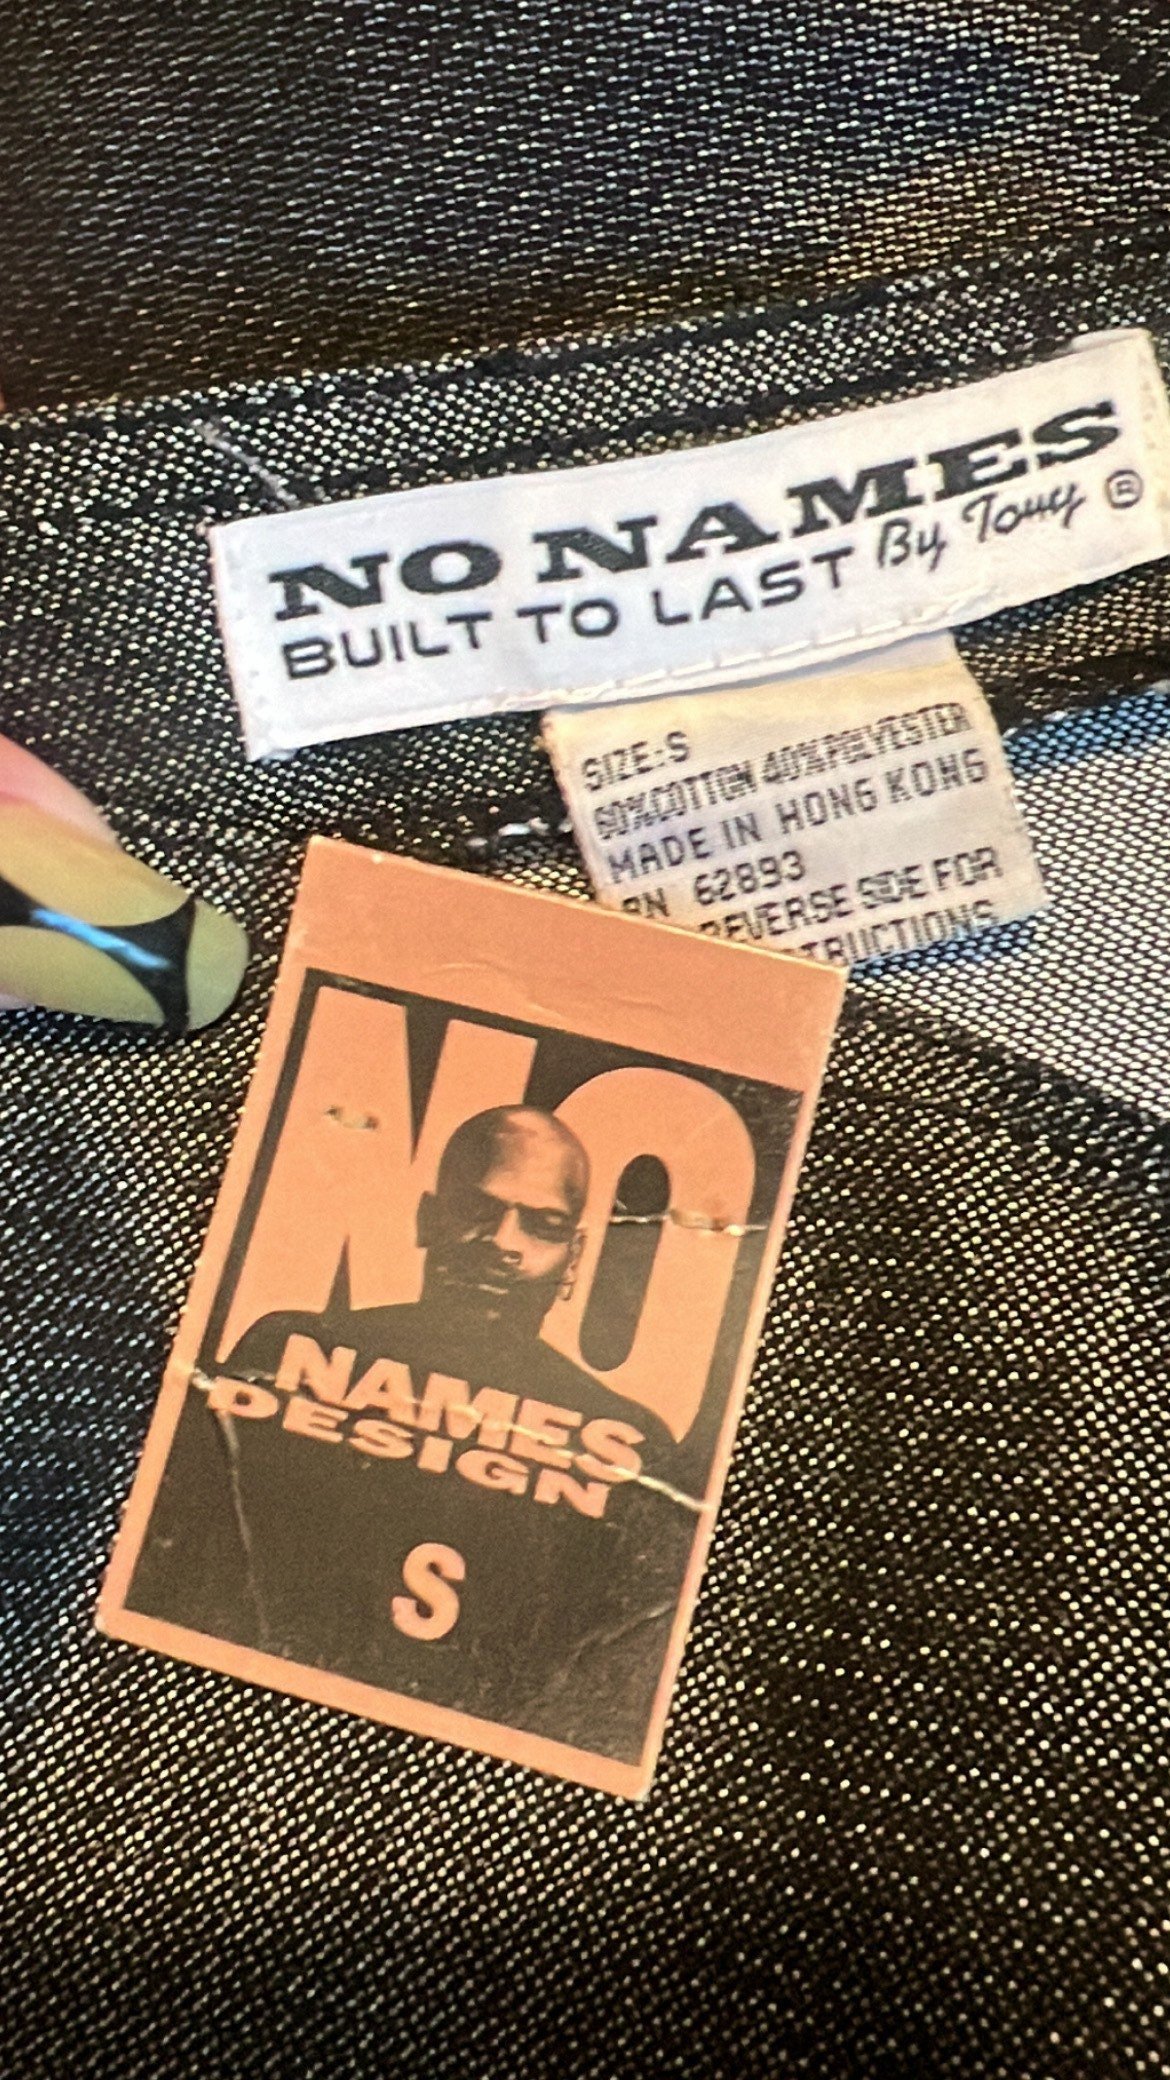 NO NAMES
BUILT TO LAST By Tony ®
SIZE:S
60%COTTON 40%POLYESTER
MADE IN HONG KONG
RN 62893
REVERSE SIDE FOR
NO
NAMES
DESIGN
S